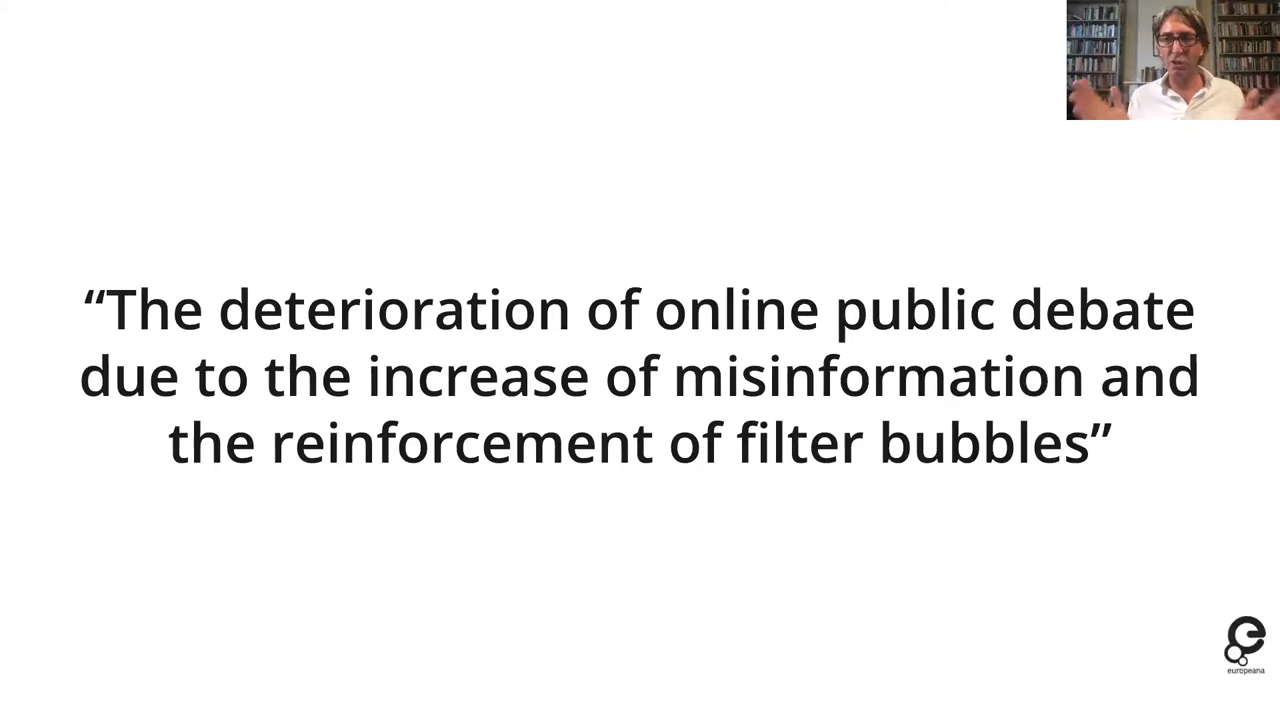 “The deterioration of online public debate
due to the increase of misinformation and
the reinforcement of filter bubbles”
europeana